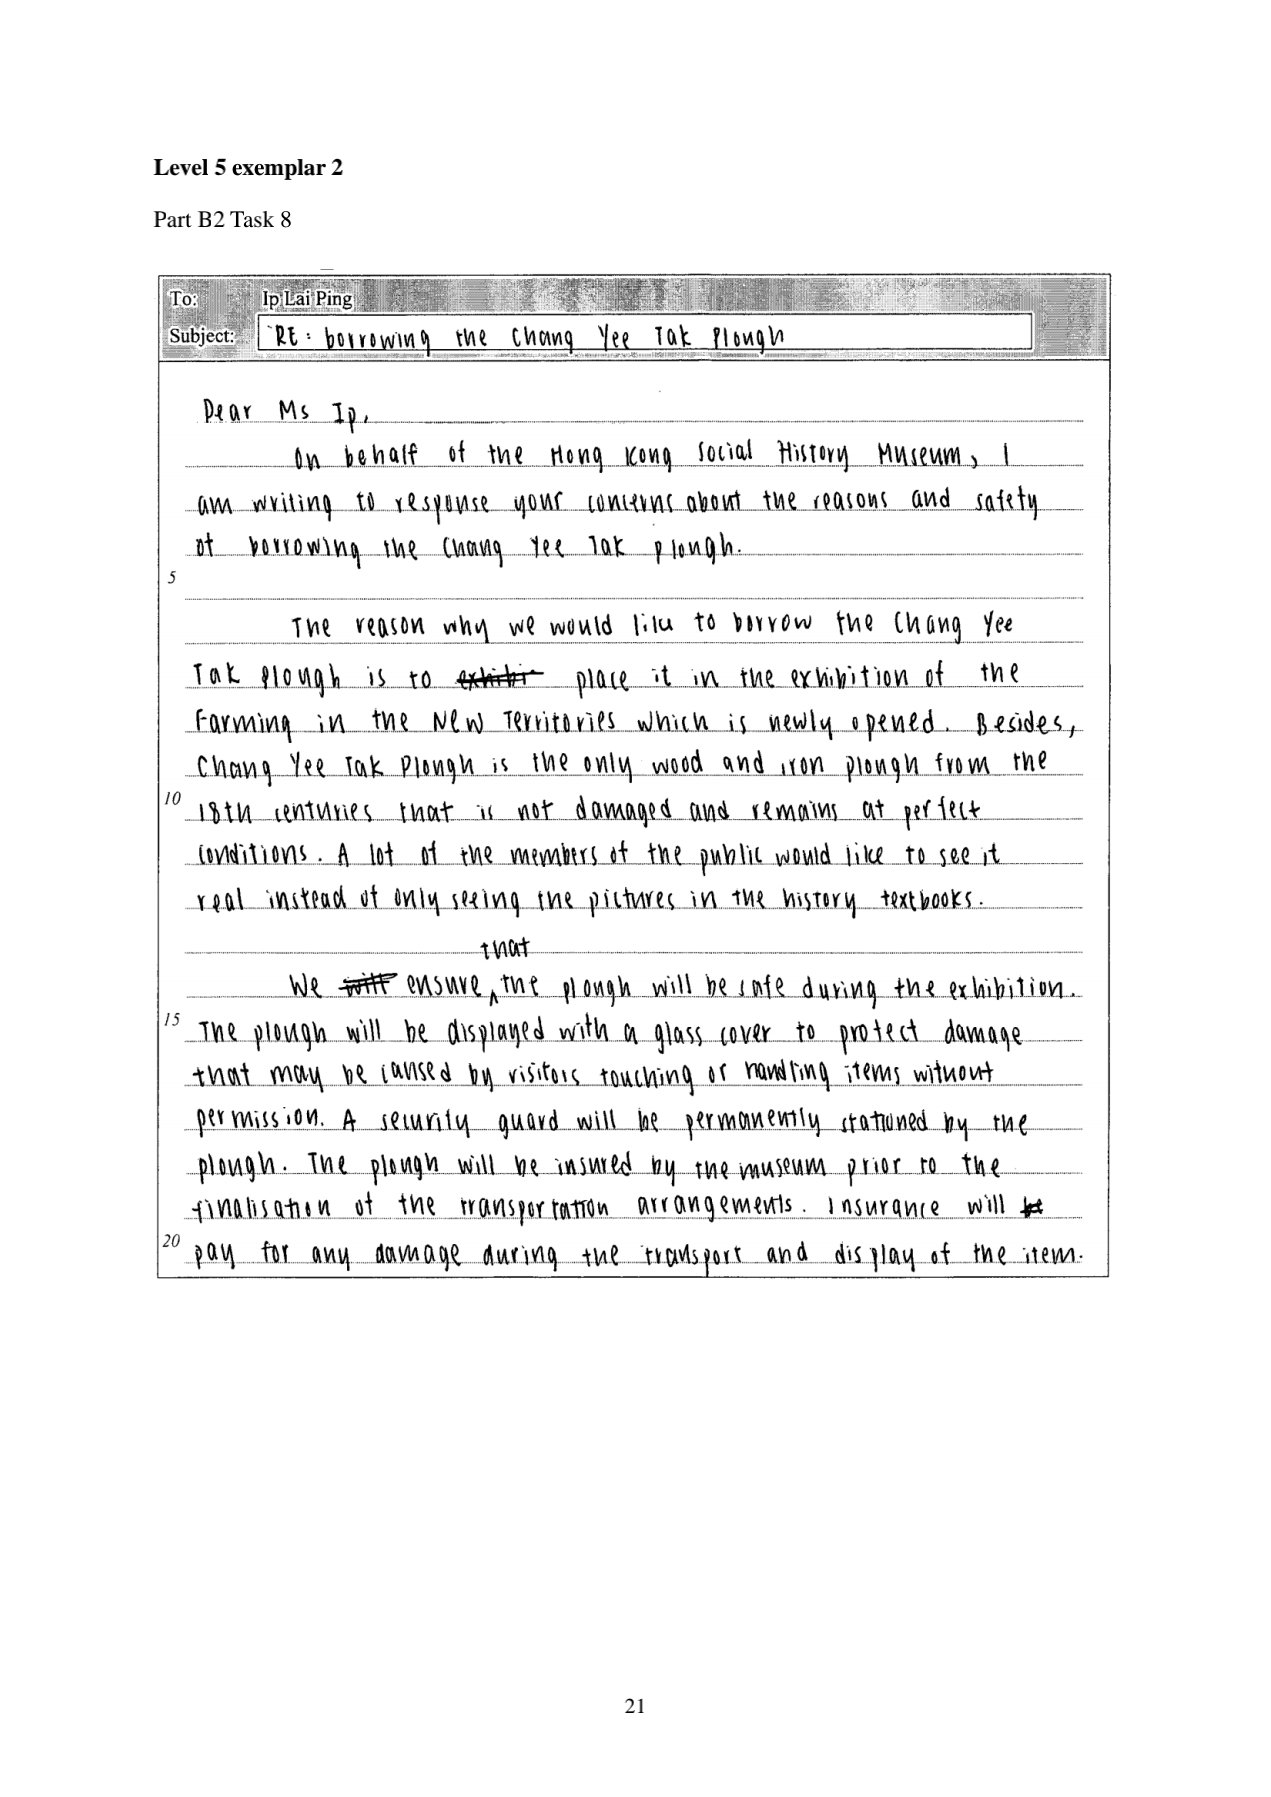 Level 5 exemplar 2
Part B2 Task 8
To: Ip Lai Ping
Subject: RE: borrowing the Chang Yee Tak Plough
Dear Ms Ip,
On behalf of the Hong Kong Social History Museum, I
am writing to response your concerns about the reasons and safety
of borrowing the Chang Yee Tak plough.
5
The reason why we would like to borrow the Chang Yee
Tak Plough is to exhibit place it in the exhibition of the
Farming in the New Territories which is newly opened. Besides,
Chang Yee Tak Plough is the only wood and iron plough from the
10 18th centuries that is not damaged and remains at perfect
conditions. A lot of the members of the public would like to see it
real instead of only seeing the pictures in the history textbooks.
that
We will ensure ^ the plough will be safe during the exhibition.
15 The plough will be displayed with a glass cover to protect damage
that may be caused by visitors touching or handling items without
permission. A security guard will be permanently stationed by the
plough. The plough will be insured by the museum prior to the
finalisation of the transportation arrangements. Insurance will be
20 pay for any damage during the transport and display of the item.
21